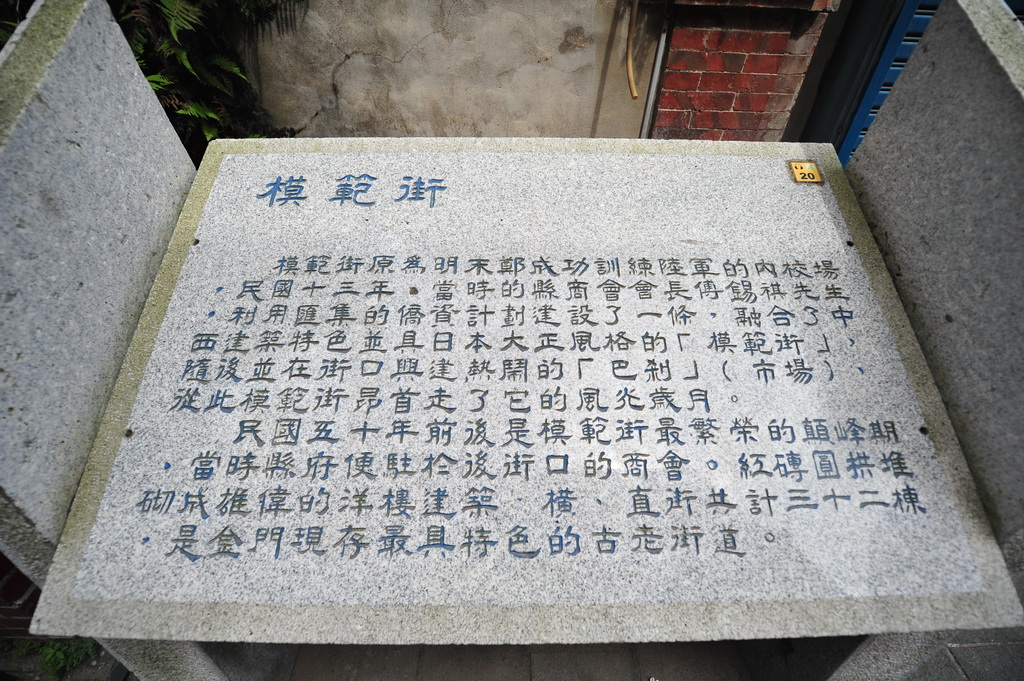 模範街
20
模範街原為明末鄭成功訓練陸軍的內校場
，民國十三年，當時的縣商會會長傅錫祺先生
，利用匯集的僑資計劃建設了一條，融合了中
西建築特色並具日本大正風格的「模範街」，
隨後並在街口與建熱鬧的「巴剎」（市場），
從此模範街昂首走了它的風光歲月。
民國五十年前後是模範街最繁榮的顛峰期
，當時縣府便駐於後街口的商會。紅磚圓拱堆
砌成雄偉的洋樓建築，橫、直街共計三十二棟
，是金門現存最具特色的古老街道。